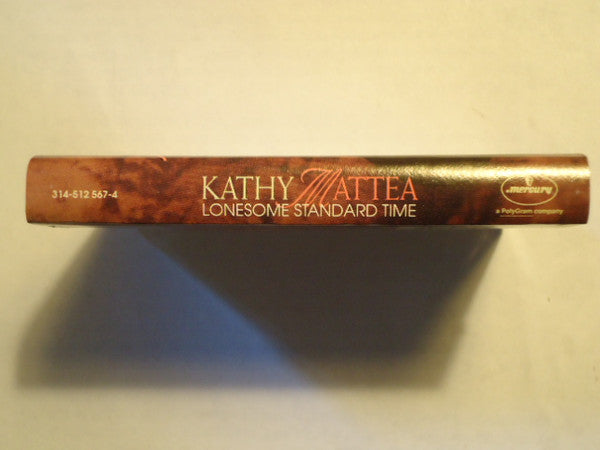 314-512 567-4
KATHY MATTEA
LONESOME STANDARD TIME
mercury
a PolyGram company